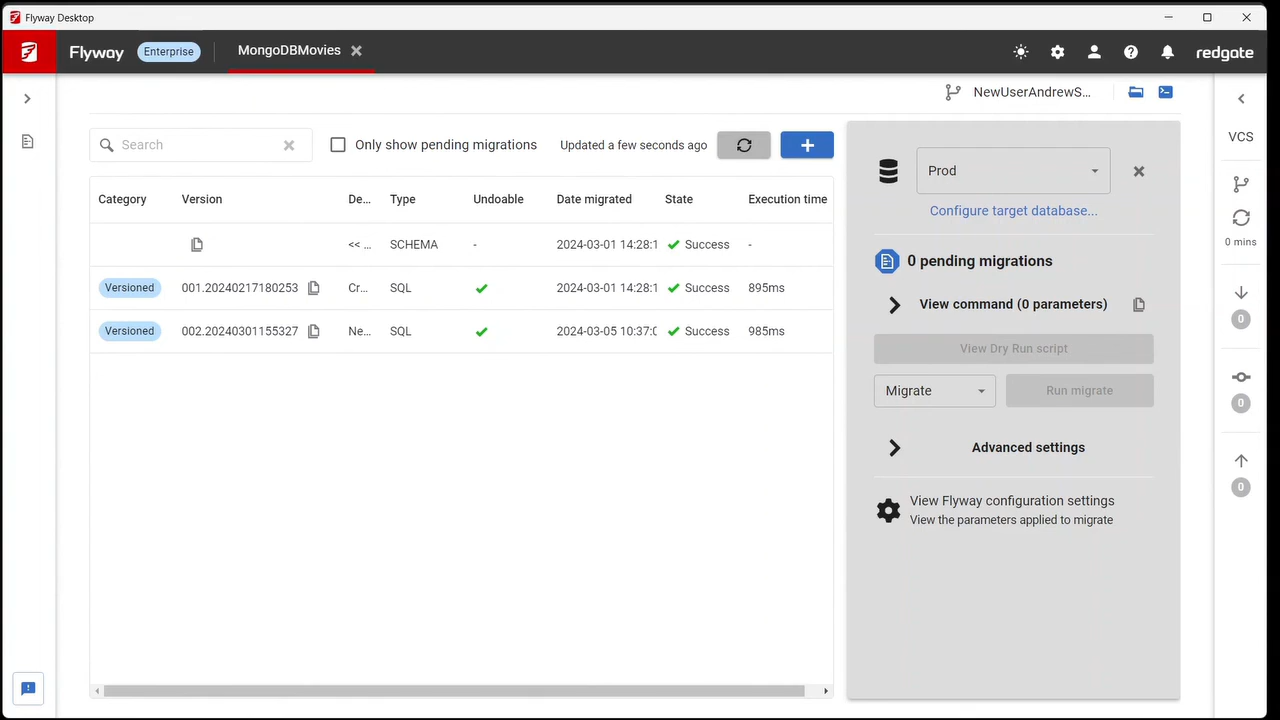 Flyway Desktop
Flyway Enterprise MongoDBMovies redgate
NewUserAndrewS...
Search Only show pending migrations Updated a few seconds ago
Category Version De... Type Undoable Date migrated State Execution time
<< ... SCHEMA - 2024-03-01 14:28:1 Success -
Versioned 001.20240217180253 Cr... SQL 2024-03-01 14:28:1 Success 895ms
Versioned 002.20240301155327 Ne... SQL 2024-03-05 10:37:0 Success 985ms
Prod
Configure target database...
0 pending migrations
View command (0 parameters)
View Dry Run script
Migrate Run migrate
Advanced settings
View Flyway configuration settings
View the parameters applied to migrate
VCS
0 mins
0
0
0